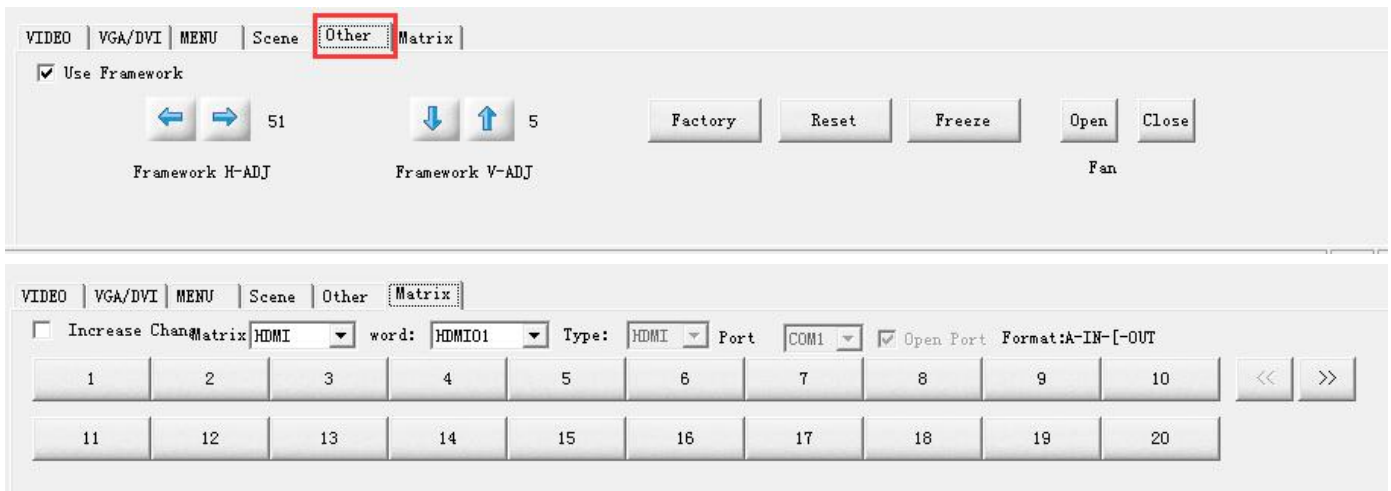 VIDEO VGA/DVI MENU Scene Other Matrix
Use Framework
51 5 Factory Reset Freeze Open Close
Framework H-ADJ Framework V-ADJ Fan
VIDEO VGA/DVI MENU Scene Other Matrix
Increase Chang Matrix HDMI word: HDMI01 Type: HDMI Port COM1 Open Port Format:A-IN-[-OUT
1 2 3 4 5 6 7 8 9 10 << >>
11 12 13 14 15 16 17 18 19 20